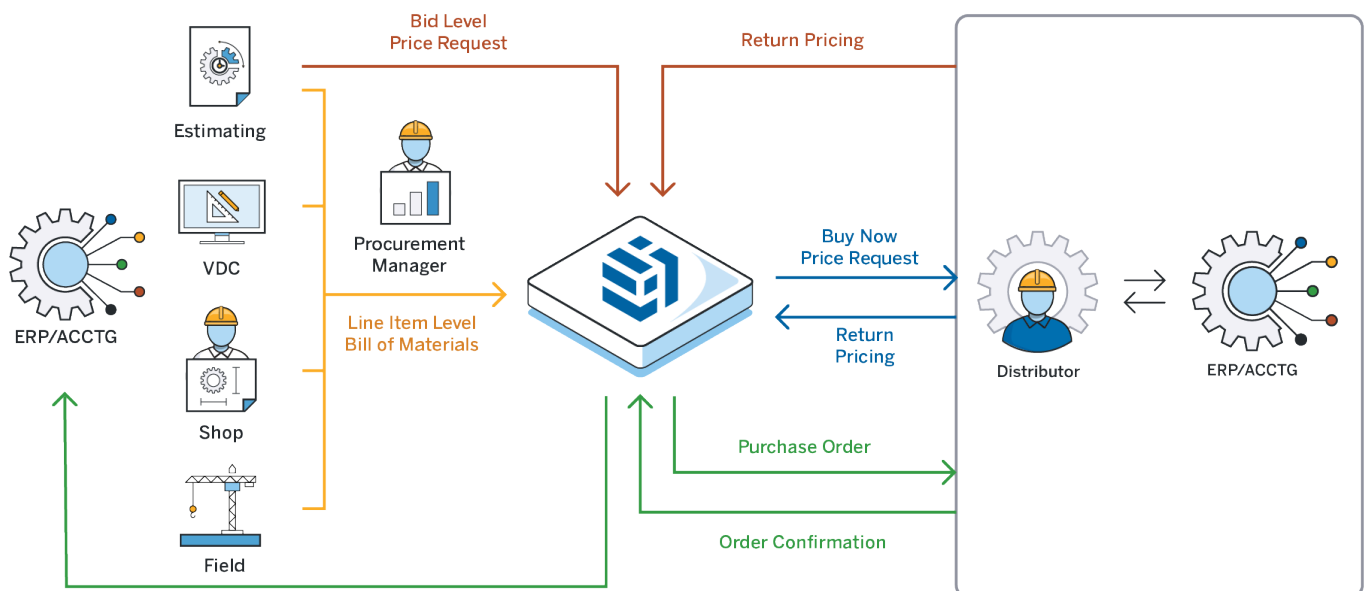 Bid Level
Price Request
Return Pricing
Estimating
VDC
Procurement
Manager
ERP/ACCTG
Line Item Level
Bill of Materials
Shop
Field
Buy Now
Price Request
Return
Pricing
Distributor
ERP/ACCTG
Purchase Order
Order Confirmation